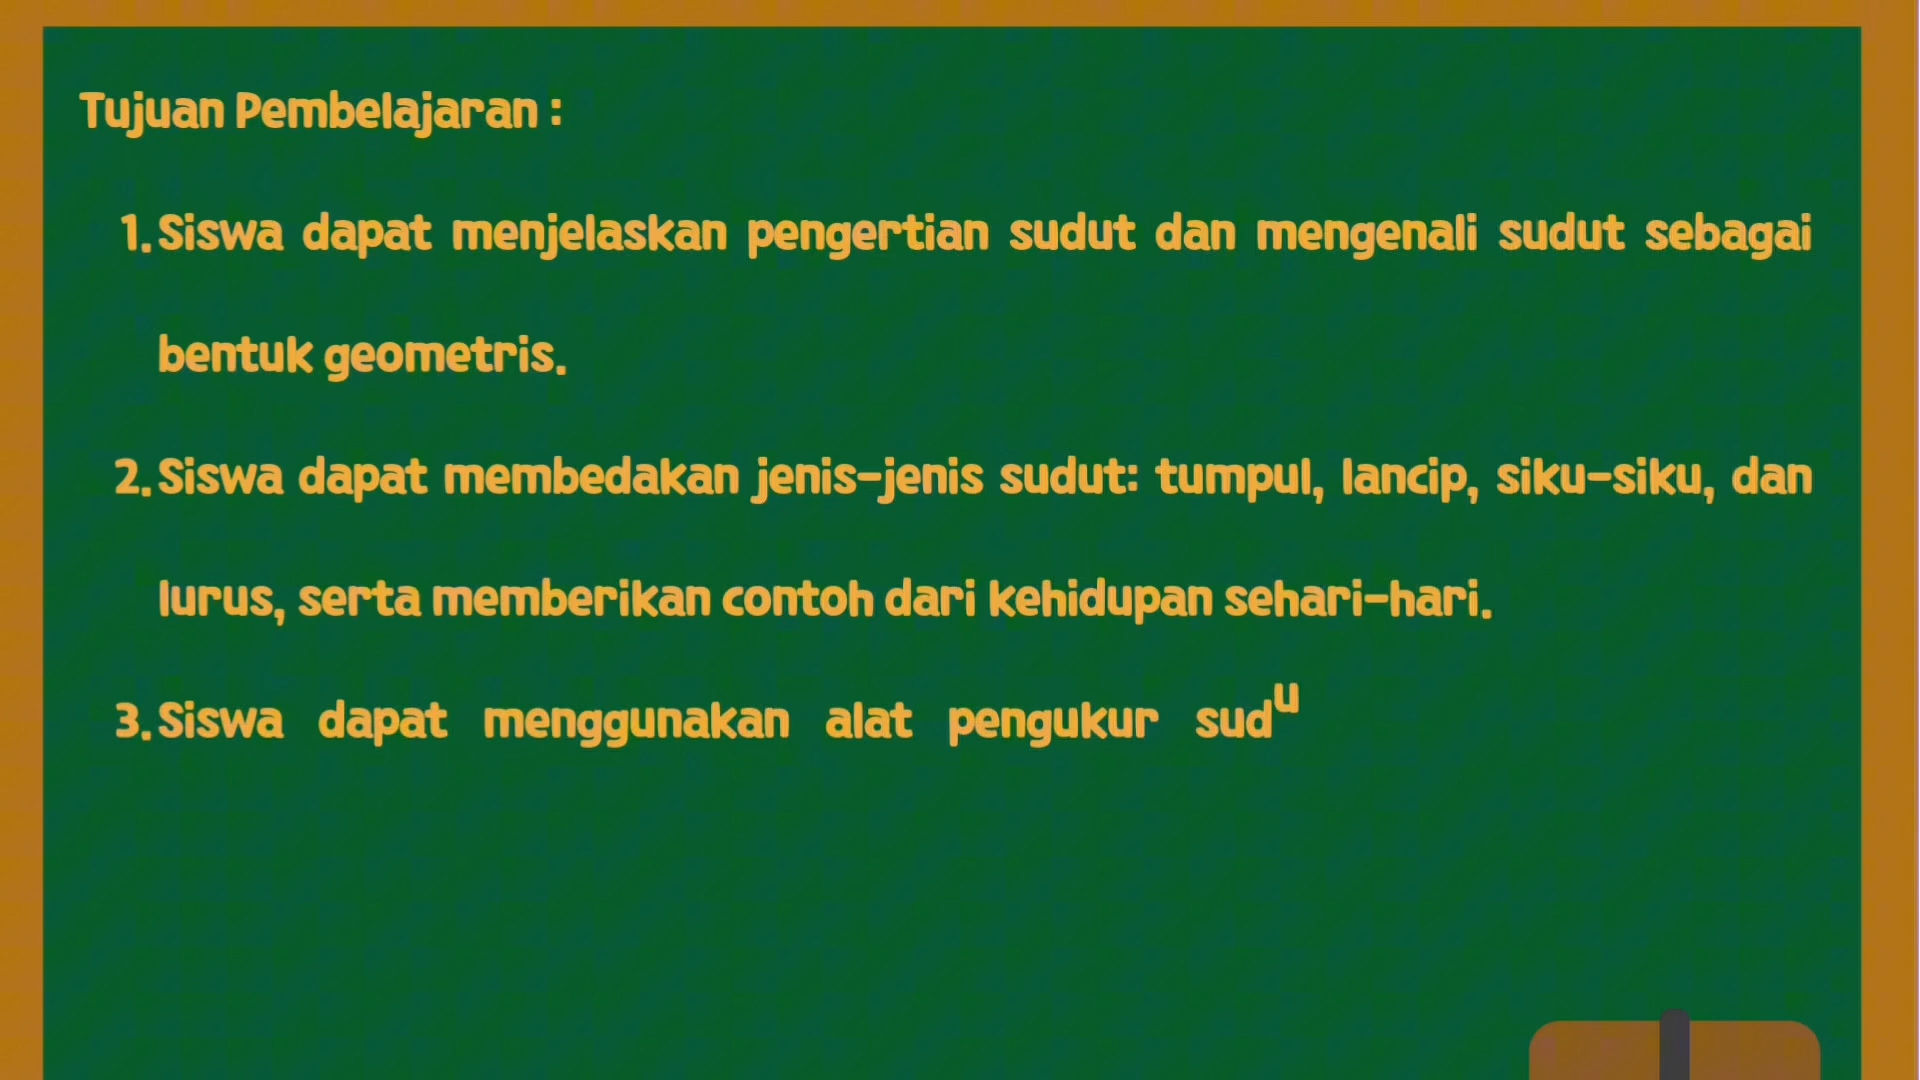 Tujuan Pembelajaran :
1. Siswa dapat menjelaskan pengertian sudut dan mengenali sudut sebagai
bentuk geometris.
2. Siswa dapat membedakan jenis-jenis sudut: tumpul, lancip, siku-siku, dan
lurus, serta memberikan contoh dari kehidupan sehari-hari.
3. Siswa dapat menggunakan alat pengukur sudu